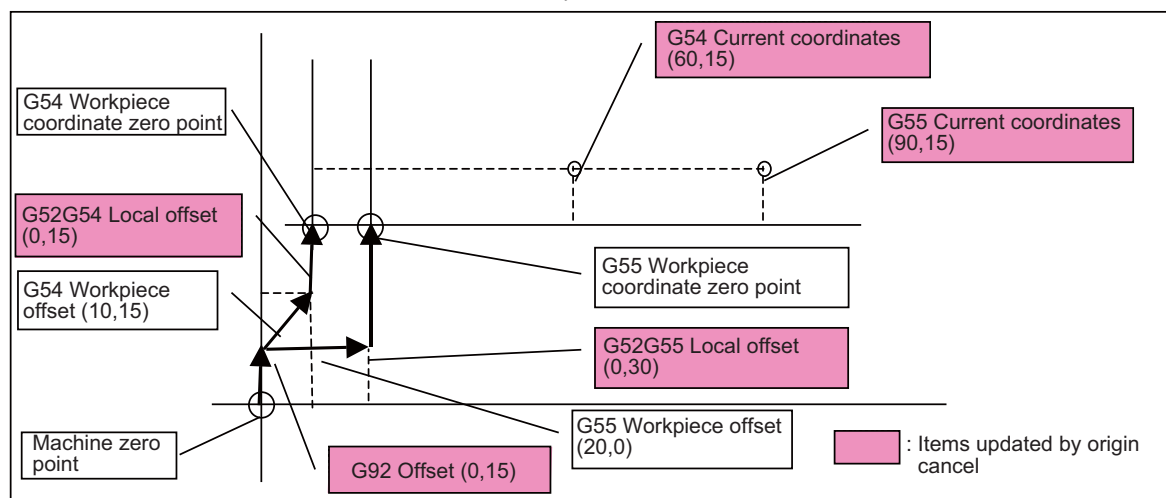 G54 Current coordinates
(60,15)
G54 Workpiece
coordinate zero point
G55 Current coordinates
(90,15)
G52G54 Local offset
(0,15)
G54 Workpiece
offset (10,15)
G55 Workpiece
coordinate zero point
G52G55 Local offset
(0,30)
Machine zero
point
G92 Offset (0,15)
G55 Workpiece offset
(20,0)
: Items updated by origin
cancel